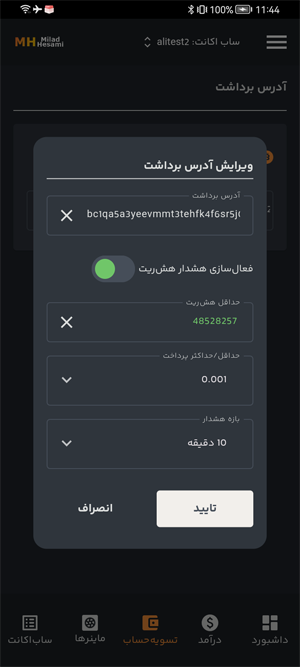 11:44
100%
ساب اکانت: alitest2
MH Milad Hesami
آدرس برداشت
ویرایش آدرس برداشت
آدرس برداشت
bc1qa5a3yeevmmt3tehfk4f6sr5j
فعال‌سازی هشدار هش‌ریت
حداقل هش‌ریت
48528257
حداقل/حداکثر پرداخت
0.001
بازه هشدار
10 دقیقه
تایید
انصراف
داشبورد
درآمد
تسویه‌حساب
ماینرها
ساب‌اکانت